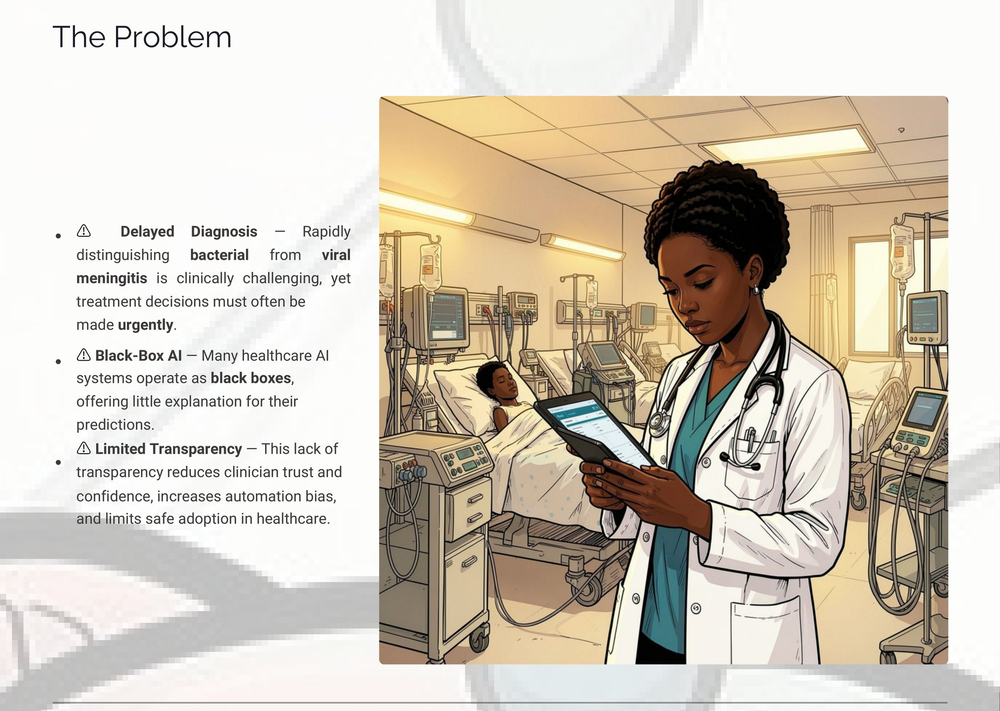 The Problem
• ⚠ Delayed Diagnosis — Rapidly
distinguishing bacterial from viral
meningitis is clinically challenging, yet
treatment decisions must often be
made urgently.
• ⚠ Black-Box AI — Many healthcare AI
systems operate as black boxes,
offering little explanation for their
predictions.
• ⚠ Limited Transparency — This lack of
transparency reduces clinician trust and
confidence, increases automation bias,
and limits safe adoption in healthcare.